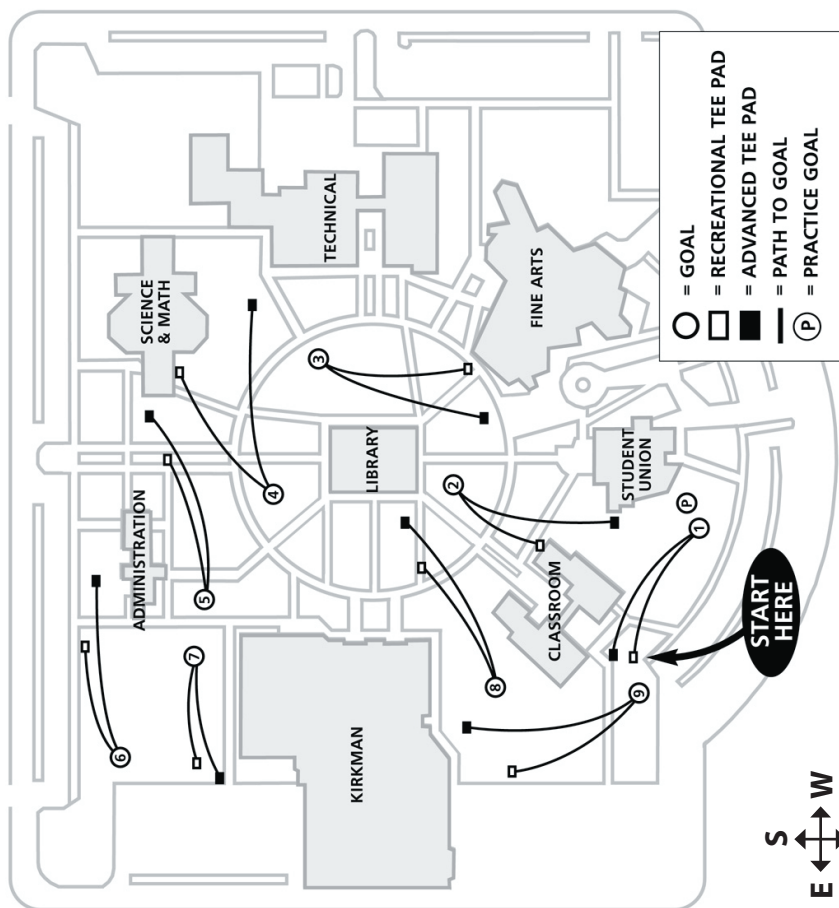 SCIENCE
& MATH
TECHNICAL
ADMINISTRATION
LIBRARY
FINE ARTS
STUDENT
UNION
CLASSROOM
KIRKMAN
1
2
3
4
5
6
7
8
9
P
START
HERE
= GOAL
= RECREATIONAL TEE PAD
= ADVANCED TEE PAD
= PATH TO GOAL
P = PRACTICE GOAL
S
E W